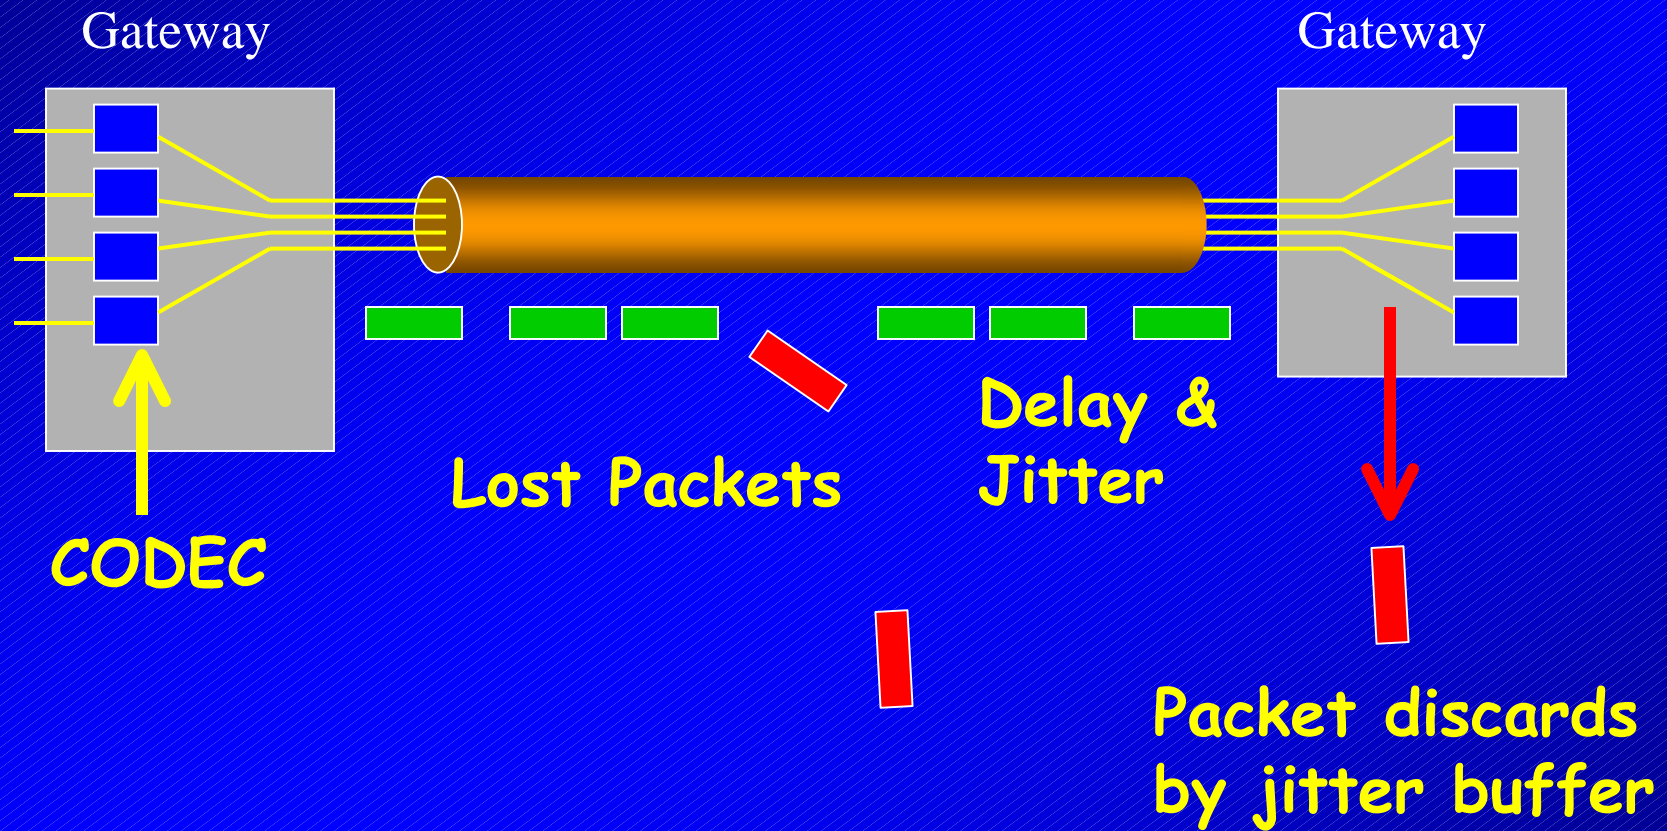 Gateway
Gateway
Delay &
Jitter
Lost Packets
CODEC
Packet discards
by jitter buffer